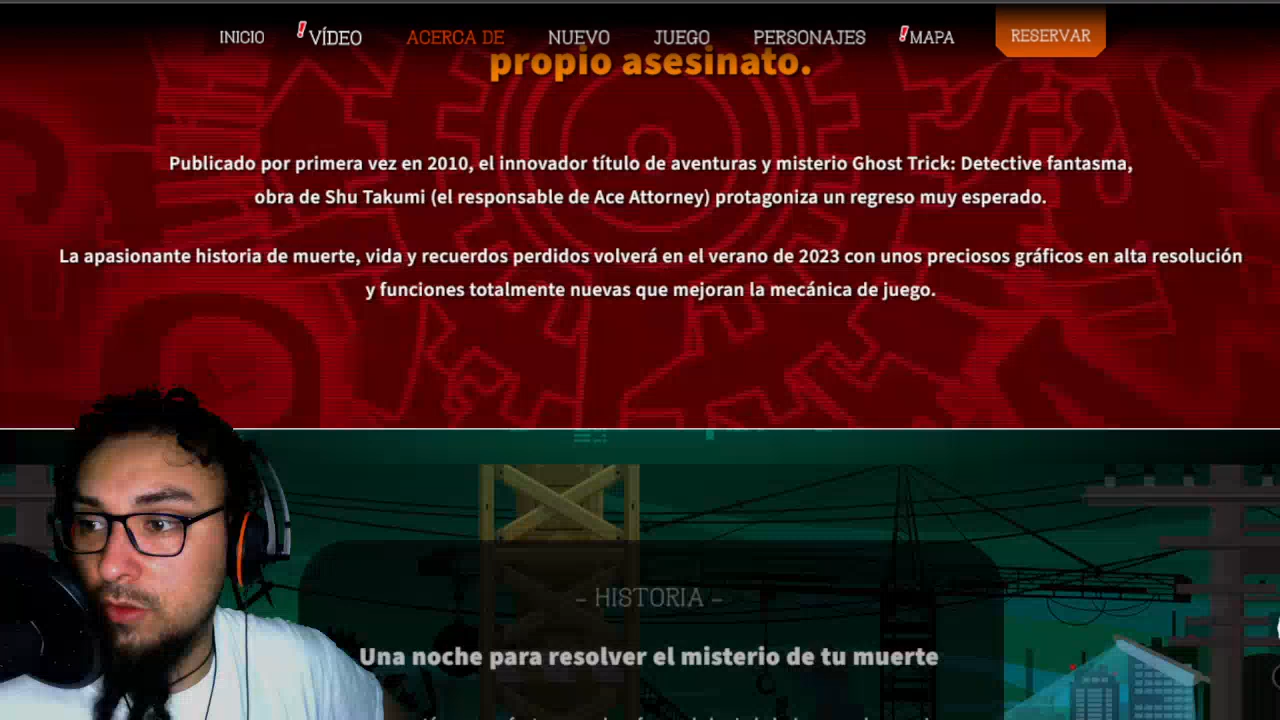 INICIO VÍDEO ACERCA DE NUEVO JUEGO PERSONAJES MAPA RESERVAR
propio asesinato.
Publicado por primera vez en 2010, el innovador título de aventuras y misterio Ghost Trick: Detective fantasma,
obra de Shu Takumi (el responsable de Ace Attorney) protagoniza un regreso muy esperado.
La apasionante historia de muerte, vida y recuerdos perdidos volverá en el verano de 2023 con unos preciosos gráficos en alta resolución
y funciones totalmente nuevas que mejoran la mecánica de juego.
– HISTORIA –
Una noche para resolver el misterio de tu muerte